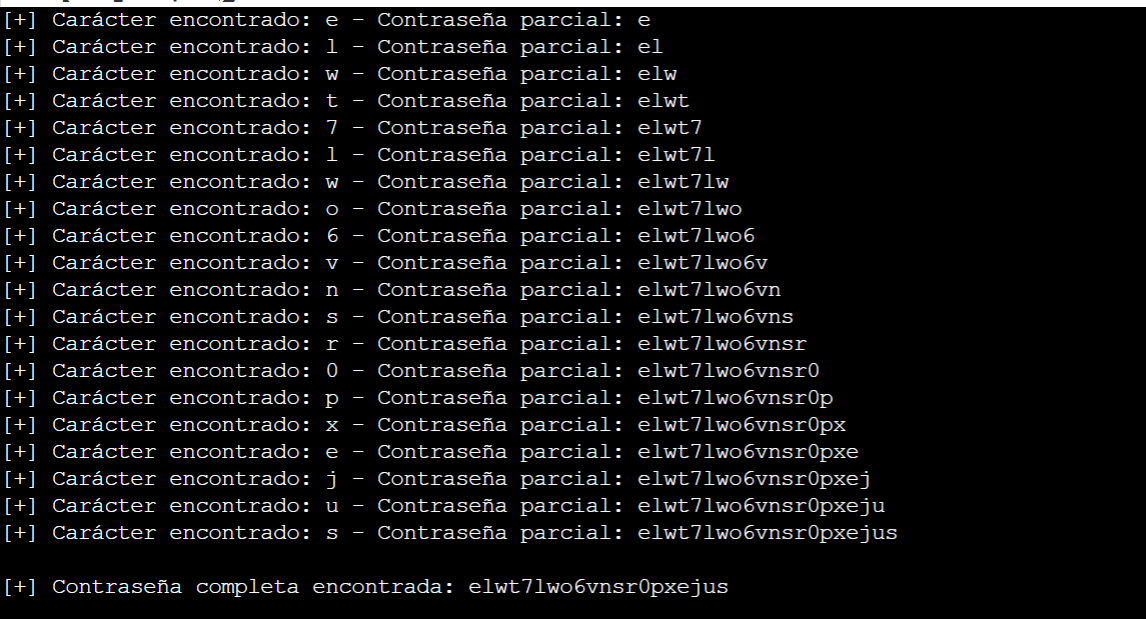 [+] Carácter encontrado: e - Contraseña parcial: e
[+] Carácter encontrado: l - Contraseña parcial: el
[+] Carácter encontrado: w - Contraseña parcial: elw
[+] Carácter encontrado: t - Contraseña parcial: elwt
[+] Carácter encontrado: 7 - Contraseña parcial: elwt7
[+] Carácter encontrado: l - Contraseña parcial: elwt7l
[+] Carácter encontrado: w - Contraseña parcial: elwt7lw
[+] Carácter encontrado: o - Contraseña parcial: elwt7lwo
[+] Carácter encontrado: 6 - Contraseña parcial: elwt7lwo6
[+] Carácter encontrado: v - Contraseña parcial: elwt7lwo6v
[+] Carácter encontrado: n - Contraseña parcial: elwt7lwo6vn
[+] Carácter encontrado: s - Contraseña parcial: elwt7lwo6vns
[+] Carácter encontrado: r - Contraseña parcial: elwt7lwo6vnsr
[+] Carácter encontrado: 0 - Contraseña parcial: elwt7lwo6vnsr0
[+] Carácter encontrado: p - Contraseña parcial: elwt7lwo6vnsr0p
[+] Carácter encontrado: x - Contraseña parcial: elwt7lwo6vnsr0px
[+] Carácter encontrado: e - Contraseña parcial: elwt7lwo6vnsr0pxe
[+] Carácter encontrado: j - Contraseña parcial: elwt7lwo6vnsr0pxej
[+] Carácter encontrado: u - Contraseña parcial: elwt7lwo6vnsr0pxeju
[+] Carácter encontrado: s - Contraseña parcial: elwt7lwo6vnsr0pxejus
[+] Contraseña completa encontrada: elwt7lwo6vnsr0pxejus